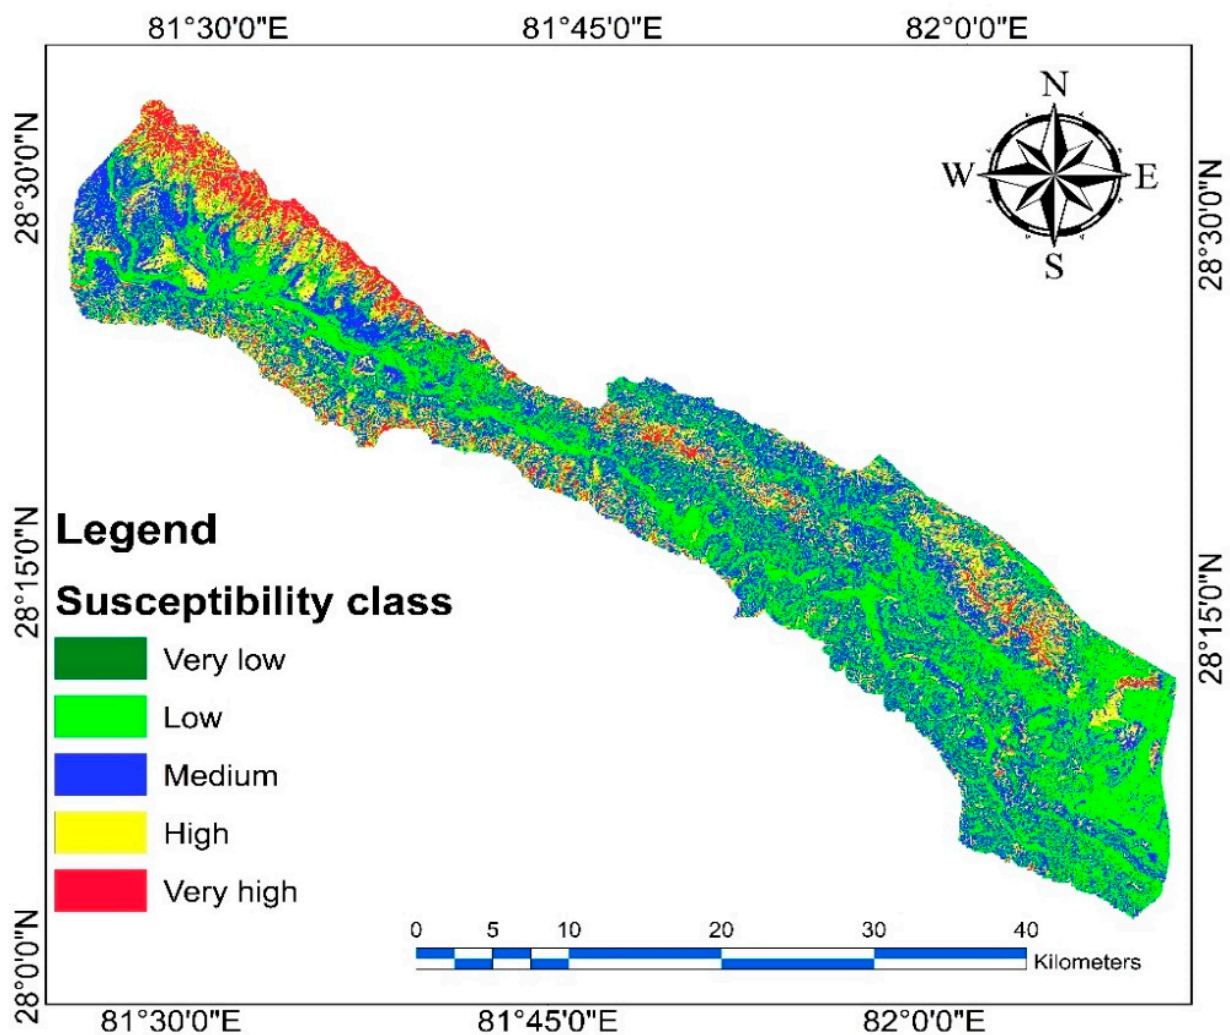 81°30'0"E 81°45'0"E 82°0'0"E
N
W E
S
28°30'0"N
28°30'0"N
28°15'0"N
28°15'0"N
28°0'0"N
Legend
Susceptibility class
Very low
Low
Medium
High
Very high
0 5 10 20 30 40
Kilometers
81°30'0"E 81°45'0"E 82°0'0"E